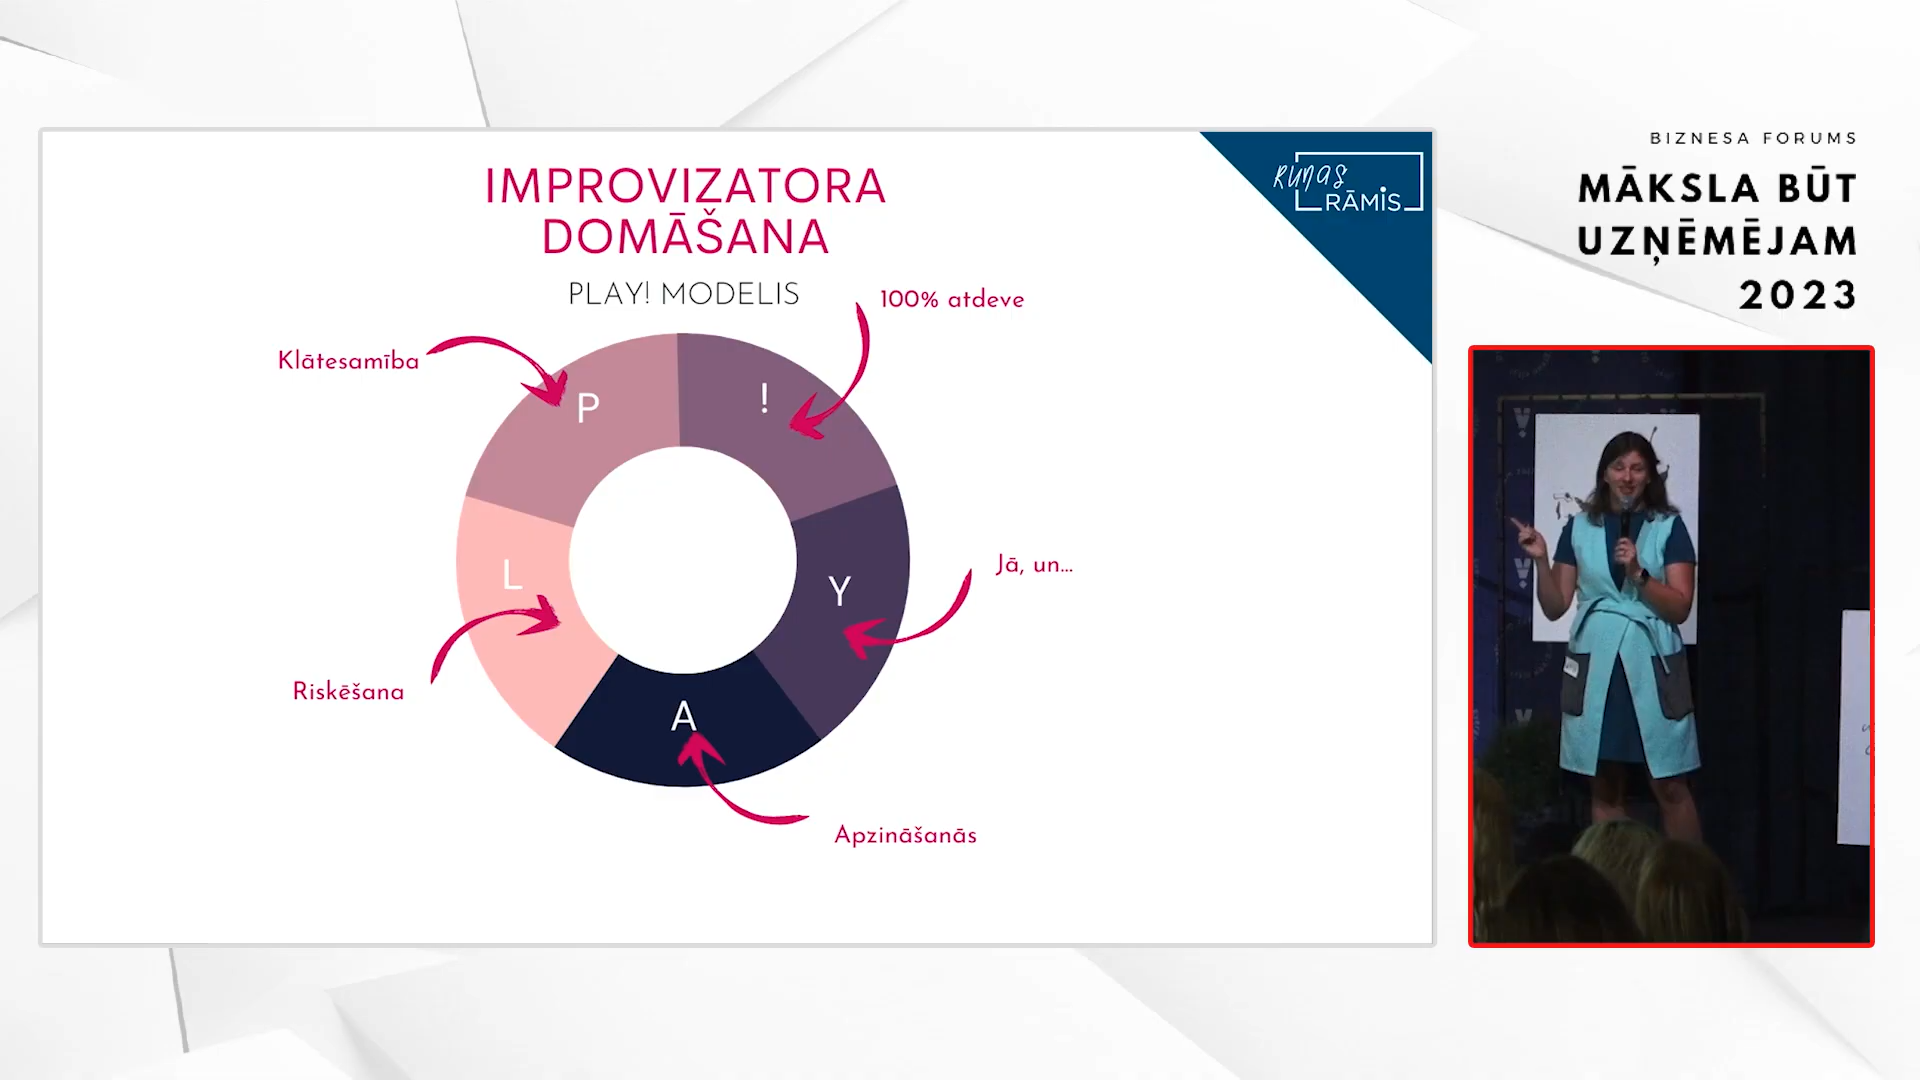 IMPROVIZATORA
DOMĀŠANA
PLAY! MODELIS
RUNAS
RĀMIS
100% atdeve
Klātesamība
P
!
L
Y
Jā, un...
Riskēšana
A
Apzināšanās
BIZNESA FORUMS
MĀKSLA BŪT
UZŅĒMĒJAM
2023